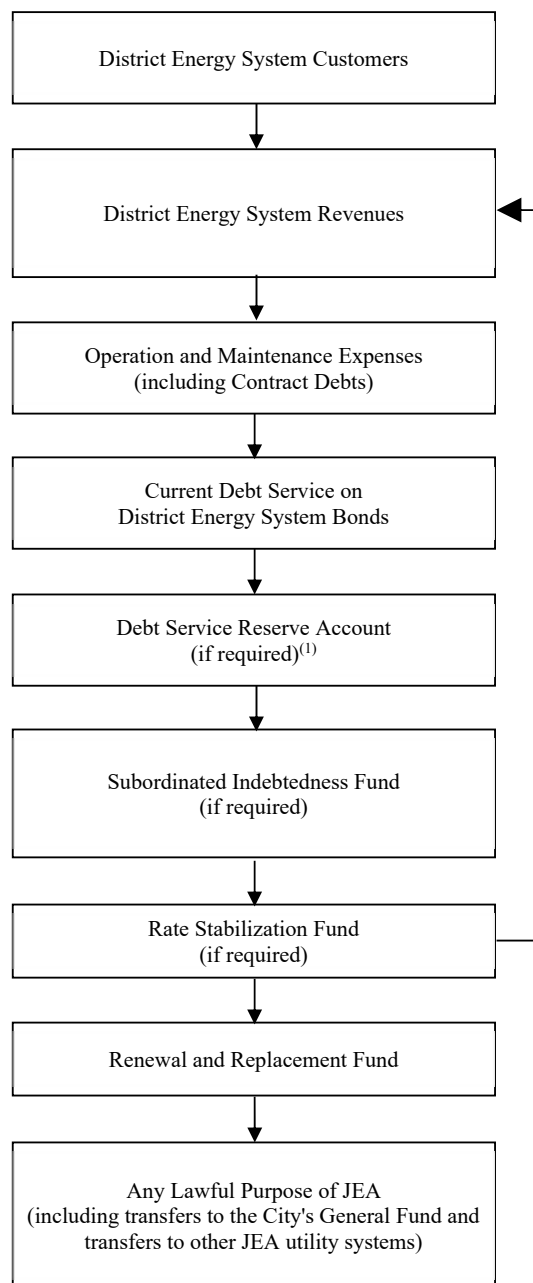 District Energy System Customers
District Energy System Revenues
Operation and Maintenance Expenses
(including Contract Debts)
Current Debt Service on
District Energy System Bonds
Debt Service Reserve Account
(if required)(1)
Subordinated Indebtedness Fund
(if required)
Rate Stabilization Fund
(if required)
Renewal and Replacement Fund
Any Lawful Purpose of JEA
(including transfers to the City's General Fund and
transfers to other JEA utility systems)